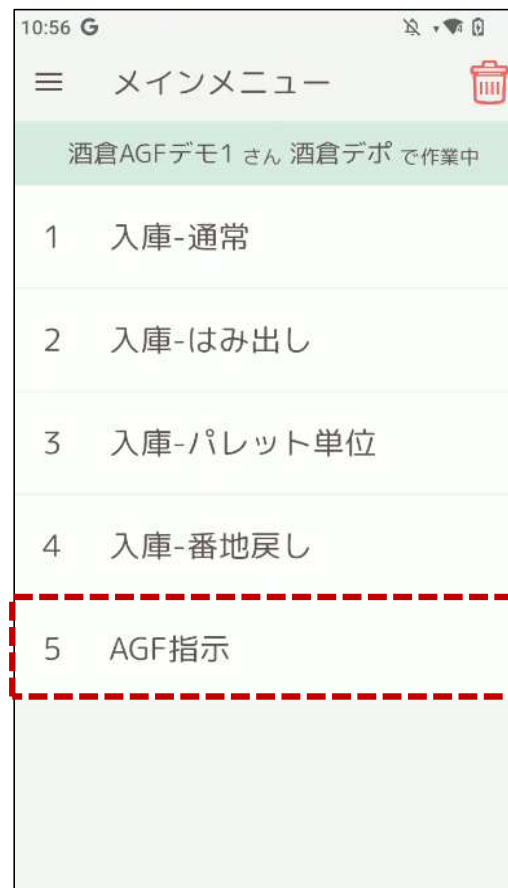 10:56 G
メインメニュー
酒倉AGFデモ1 さん 酒倉デポ で作業中
1 入庫-通常
2 入庫-はみ出し
3 入庫-パレット単位
4 入庫-番地戻し
5 AGF指示